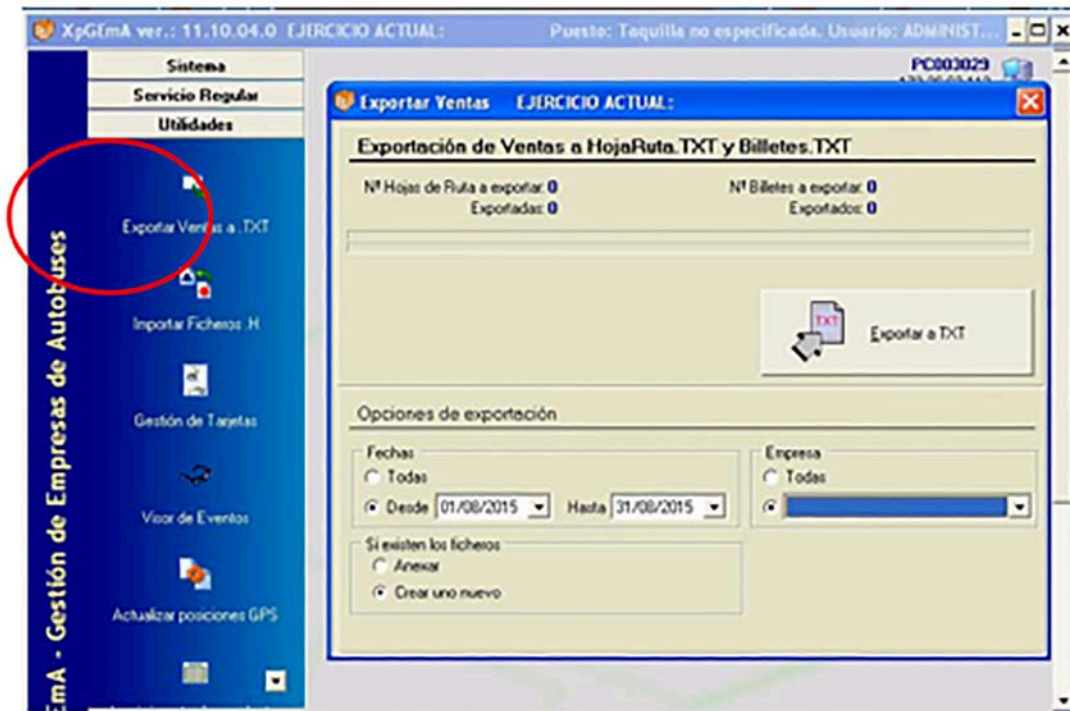 XpGEmA ver.: 11.10.04.0 EJERCICIO ACTUAL: Puesto: Taquilla no especificada. Usuario: ADMINIST...
Sistema
Servicio Regular
Utilidades
PC003029
EmA - Gestión de Empresas de Autobuses
Exportar Ventas a .TXT
Importar Ficheros .H
Gestión de Tarjetas
Visor de Eventos
Actualizar posiciones GPS
Exportar Ventas EJERCICIO ACTUAL:
Exportación de Ventas a HojaRuta.TXT y Billetes.TXT
Nº Hojas de Ruta a exportar: 0 Nº Billetes a exportar: 0
Exportadas: 0 Exportados: 0
TXT
Exportar a TXT
Opciones de exportación
Fechas
Todas
Desde 01/08/2015 Hasta 31/08/2015
Empresa
Todas
Si existen los ficheros
Anexar
Crear uno nuevo